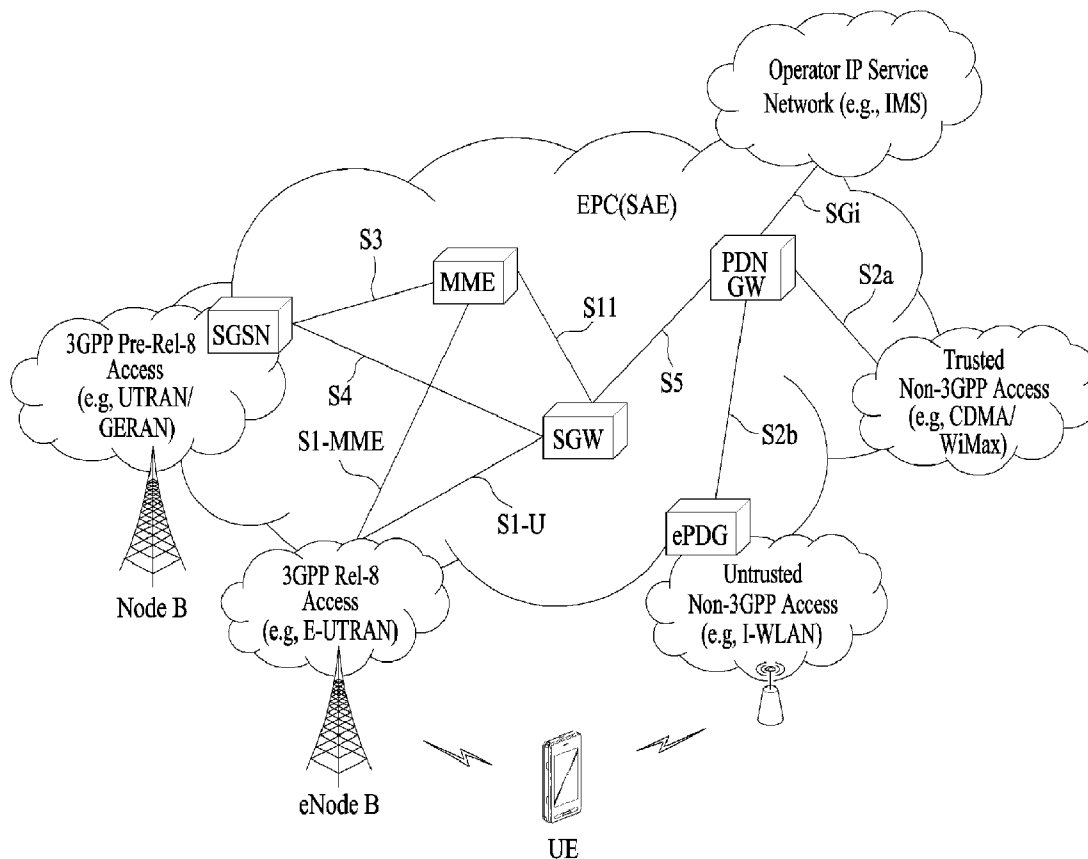 Operator IP Service
Network (e.g., IMS)
EPC(SAE)
SGi
S3
MME
PDN
GW
S2a
SGSN
S11
3GPP Pre-Rel-8
Access
(e.g, UTRAN/
GERAN)
S4
S5
Trusted
Non-3GPP Access
(e.g, CDMA/
WiMax)
S1-MME
SGW
S2b
S1-U
ePDG
3GPP Rel-8
Access
(e.g, E-UTRAN)
Untrusted
Non-3GPP Access
(e.g, I-WLAN)
Node B
eNode B
UE